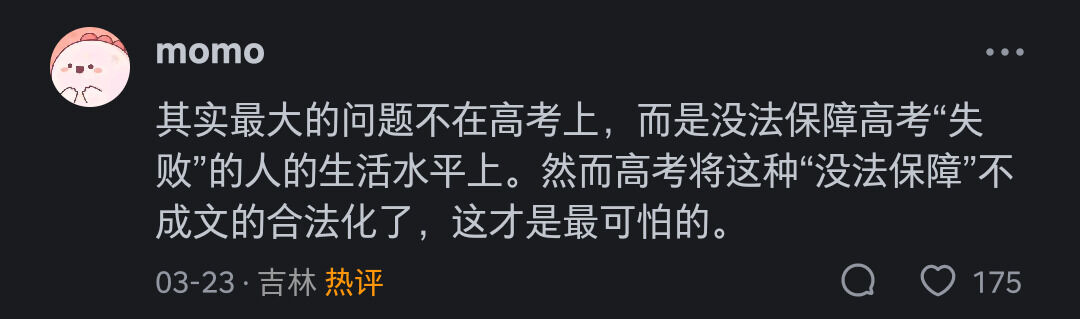 momo
其实最大的问题不在高考上，而是没法保障高考“失
败”的人的生活水平上。然而高考将这种“没法保障”不
成文的合法化了，这才是最可怕的。
03-23 · 吉林 热评 175